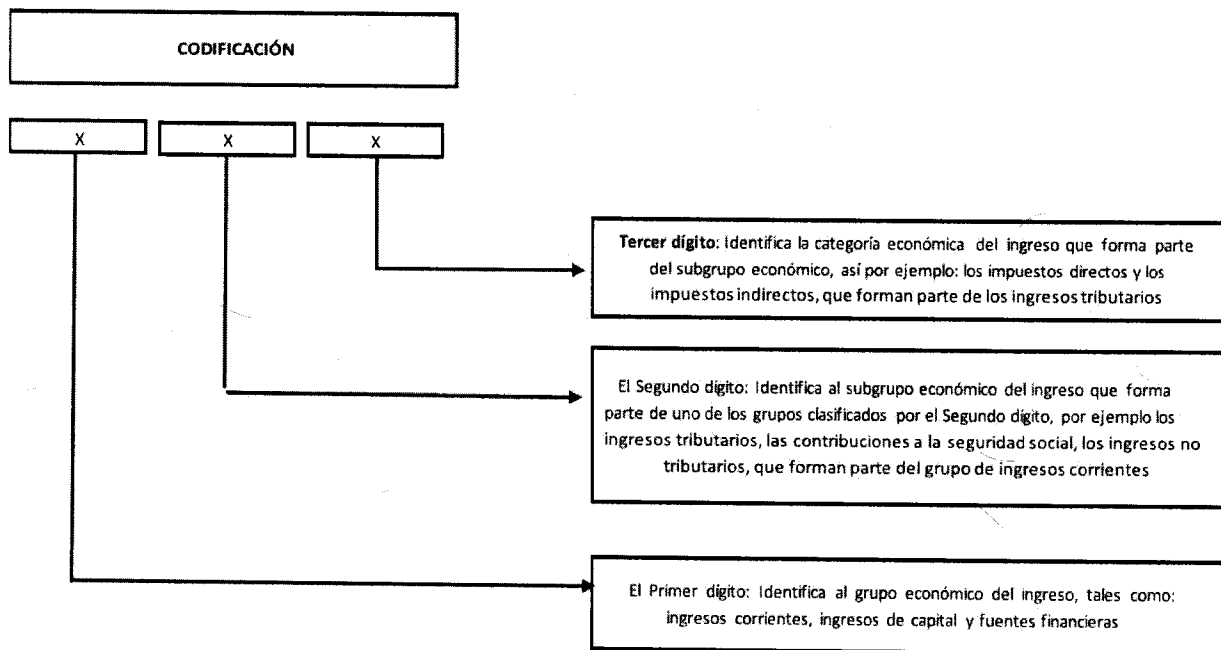 CODIFICACIÓN
X X X
Tercer dígito: Identifica la categoría económica del ingreso que forma parte
del subgrupo económico, así por ejemplo: los impuestos directos y los
impuestos indirectos, que forman parte de los ingresos tributarios
El Segundo dígito: Identifica al subgrupo económico del ingreso que forma
parte de uno de los grupos clasificados por el Segundo dígito, por ejemplo los
ingresos tributarios, las contribuciones a la seguridad social, los ingresos no
tributarios, que forman parte del grupo de ingresos corrientes
El Primer dígito: Identifica al grupo económico del ingreso, tales como:
ingresos corrientes, ingresos de capital y fuentes financieras